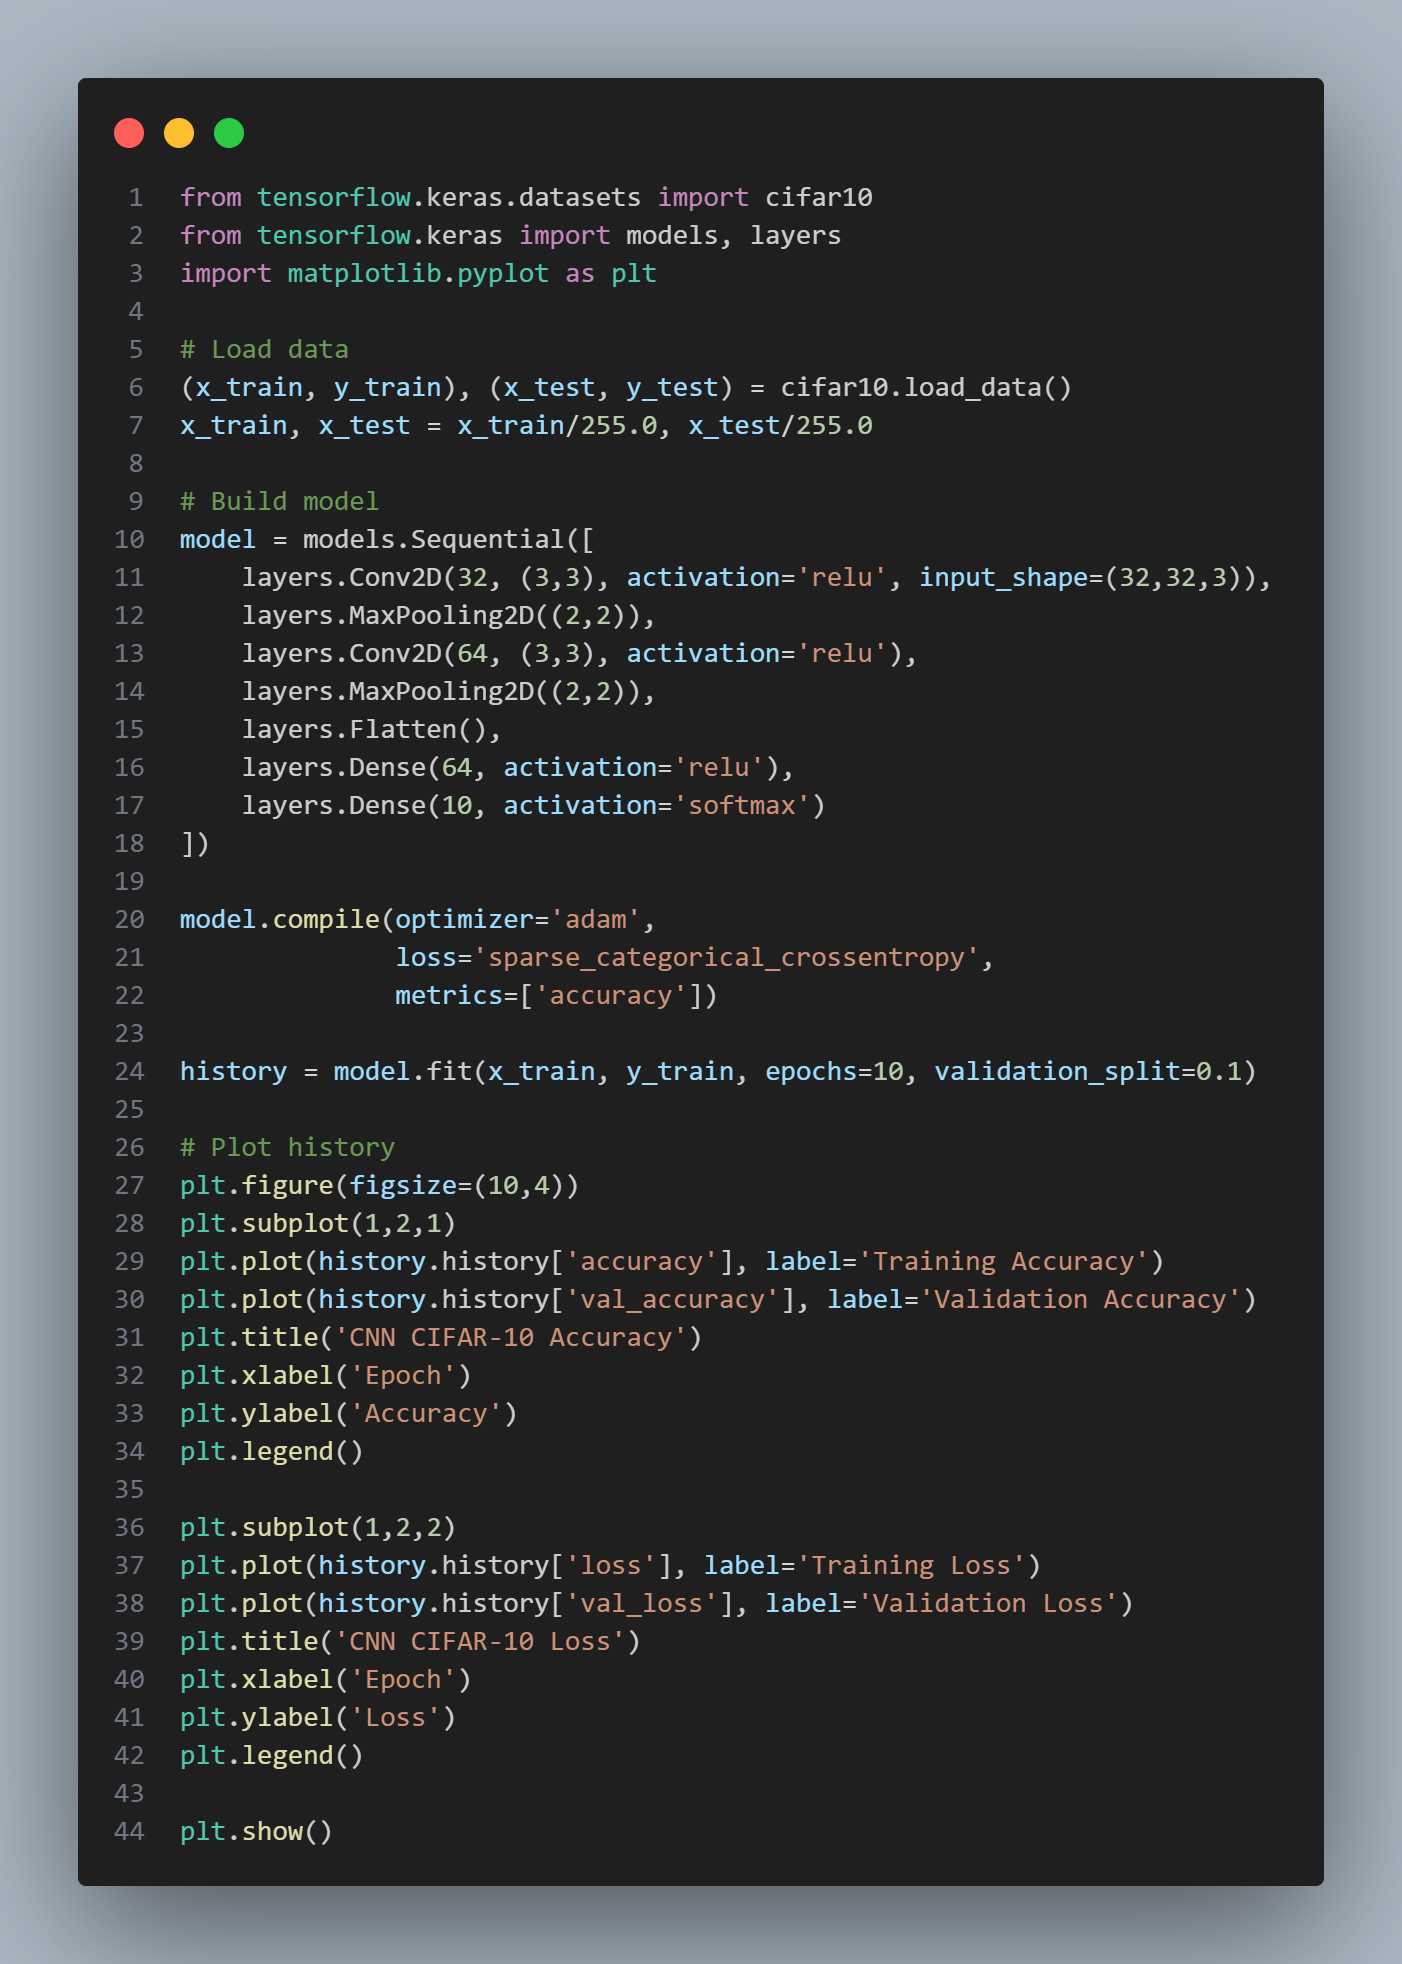 1 from tensorflow.keras.datasets import cifar10
2 from tensorflow.keras import models, layers
3 import matplotlib.pyplot as plt
4
5 # Load data
6 (x_train, y_train), (x_test, y_test) = cifar10.load_data()
7 x_train, x_test = x_train/255.0, x_test/255.0
8
9 # Build model
10 model = models.Sequential([
11     layers.Conv2D(32, (3,3), activation='relu', input_shape=(32,32,3)),
12     layers.MaxPooling2D((2,2)),
13     layers.Conv2D(64, (3,3), activation='relu'),
14     layers.MaxPooling2D((2,2)),
15     layers.Flatten(),
16     layers.Dense(64, activation='relu'),
17     layers.Dense(10, activation='softmax')
18 ])
19
20 model.compile(optimizer='adam',
21               loss='sparse_categorical_crossentropy',
22               metrics=['accuracy'])
23
24 history = model.fit(x_train, y_train, epochs=10, validation_split=0.1)
25
26 # Plot history
27 plt.figure(figsize=(10,4))
28 plt.subplot(1,2,1)
29 plt.plot(history.history['accuracy'], label='Training Accuracy')
30 plt.plot(history.history['val_accuracy'], label='Validation Accuracy')
31 plt.title('CNN CIFAR-10 Accuracy')
32 plt.xlabel('Epoch')
33 plt.ylabel('Accuracy')
34 plt.legend()
35
36 plt.subplot(1,2,2)
37 plt.plot(history.history['loss'], label='Training Loss')
38 plt.plot(history.history['val_loss'], label='Validation Loss')
39 plt.title('CNN CIFAR-10 Loss')
40 plt.xlabel('Epoch')
41 plt.ylabel('Loss')
42 plt.legend()
43
44 plt.show()